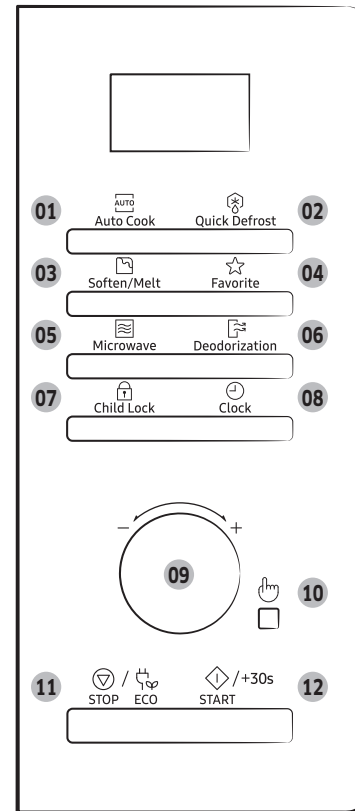 01 AUTO 02
Auto Cook Quick Defrost
03 04
Soften/Melt Favorite
05 06
Microwave Deodorization
07 08
Child Lock Clock
− +
09
10
11 / /+30s 12
STOP ECO START